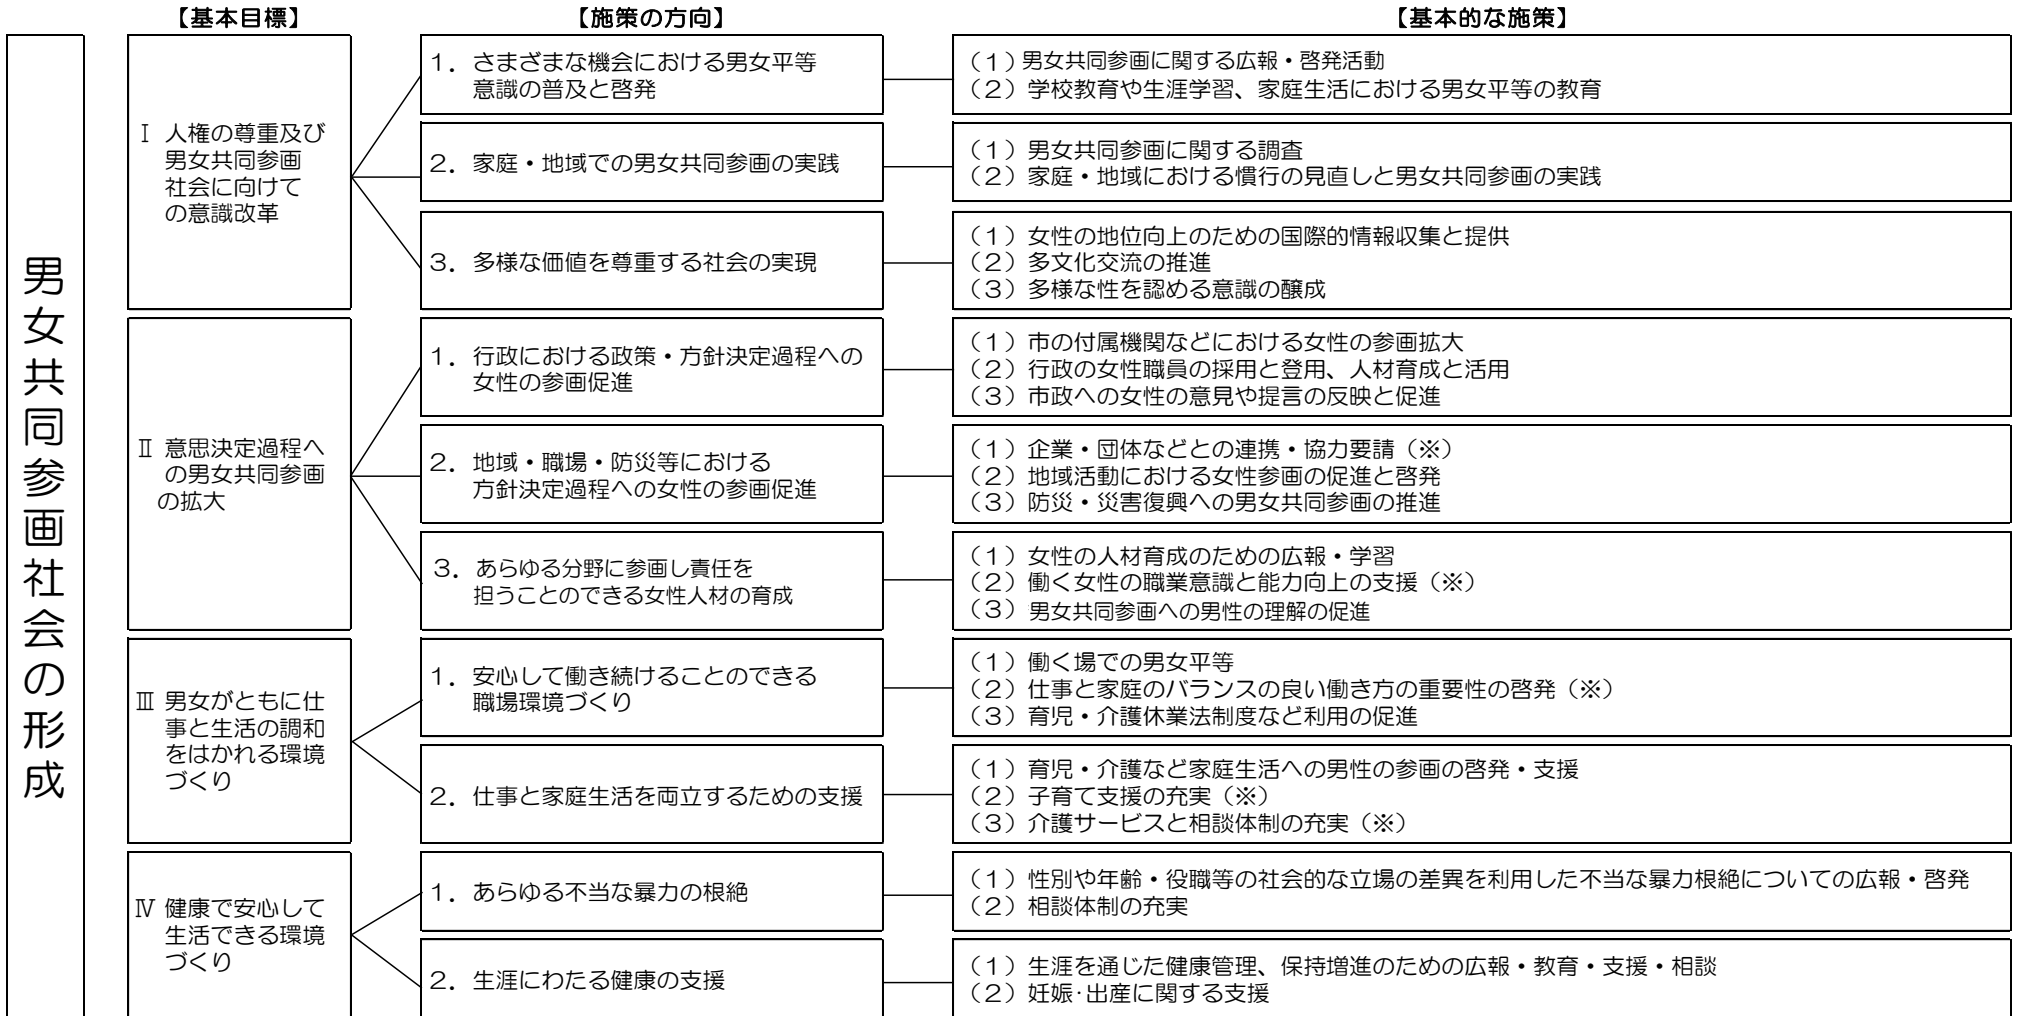 【基本目標】
【施策の方向】
【基本的な施策】
男女共同参画社会の形成
Ⅰ 人権の尊重及び
男女共同参画
社会に向けて
の意識改革
1．さまざまな機会における男女平等
意識の普及と啓発
（1）男女共同参画に関する広報・啓発活動
（2）学校教育や生涯学習、家庭生活における男女平等の教育
2．家庭・地域での男女共同参画の実践
（1）男女共同参画に関する調査
（2）家庭・地域における慣行の見直しと男女共同参画の実践
3．多様な価値を尊重する社会の実現
（1）女性の地位向上のための国際的情報収集と提供
（2）多文化交流の推進
（3）多様な性を認める意識の醸成
Ⅱ 意思決定過程へ
の男女共同参画
の拡大
1．行政における政策・方針決定過程への
女性の参画促進
（1）市の付属機関などにおける女性の参画拡大
（2）行政の女性職員の採用と登用、人材育成と活用
（3）市政への女性の意見や提言の反映と促進
2．地域・職場・防災等における
方針決定過程への女性の参画促進
（1）企業・団体などとの連携・協力要請（※）
（2）地域活動における女性参画の促進と啓発
（3）防災・災害復興への男女共同参画の推進
3．あらゆる分野に参画し責任を
担うことのできる女性人材の育成
（1）女性の人材育成のための広報・学習
（2）働く女性の職業意識と能力向上の支援（※）
（3）男女共同参画への男性の理解の促進
Ⅲ 男女がともに仕
事と生活の調和
をはかれる環境
づくり
1．安心して働き続けることのできる
職場環境づくり
（1）働く場での男女平等
（2）仕事と家庭のバランスの良い働き方の重要性の啓発（※）
（3）育児・介護休業法制度など利用の促進
2．仕事と家庭生活を両立するための支援
（1）育児・介護など家庭生活への男性の参画の啓発・支援
（2）子育て支援の充実（※）
（3）介護サービスと相談体制の充実（※）
Ⅳ 健康で安心して
生活できる環境
づくり
1．あらゆる不当な暴力の根絶
（1）性別や年齢・役職等の社会的な立場の差異を利用した不当な暴力根絶についての広報・啓発
（2）相談体制の充実
2．生涯にわたる健康の支援
（1）生涯を通じた健康管理、保持増進のための広報・教育・支援・相談
（2）妊娠･出産に関する支援